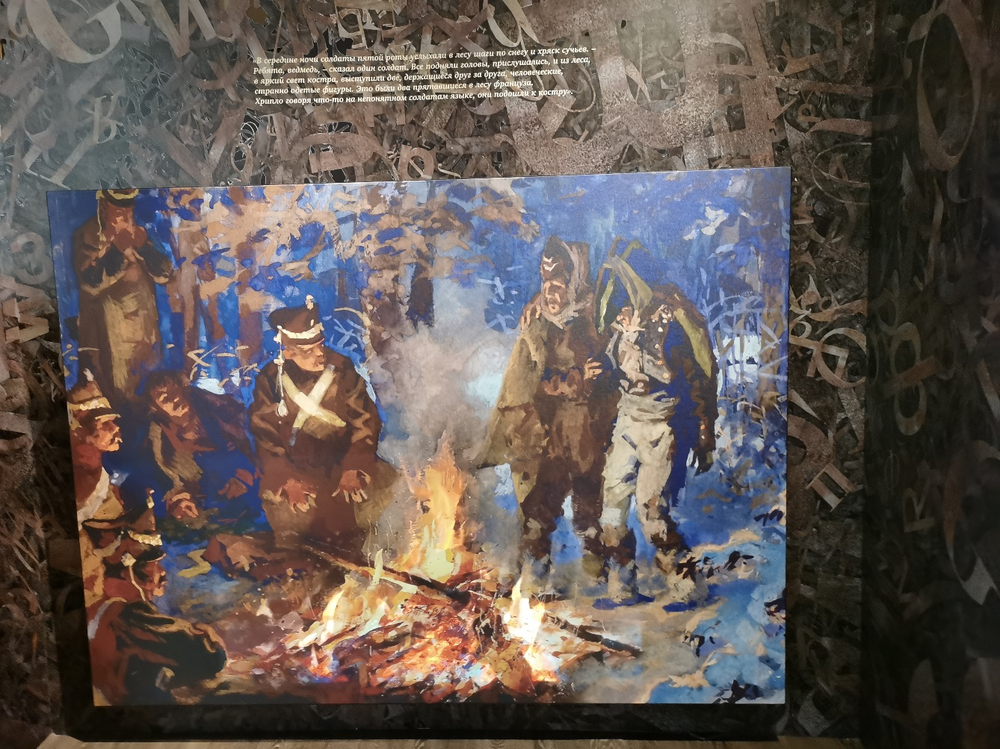 «В середине ночи солдаты пятой роты услыхали в лесу шаги по снегу и хряск сучьев. –
Ребята, ведмедь, – сказал один солдат. Все подняли головы, прислушались, и из леса,
в яркий свет костра, выступили две, держащиеся друг за друга, человеческие,
странно одетые фигуры. Это были два прятавшиеся в лесу француза.
Хрипло говоря что-то на непонятном солдатам языке, они подошли к костру».